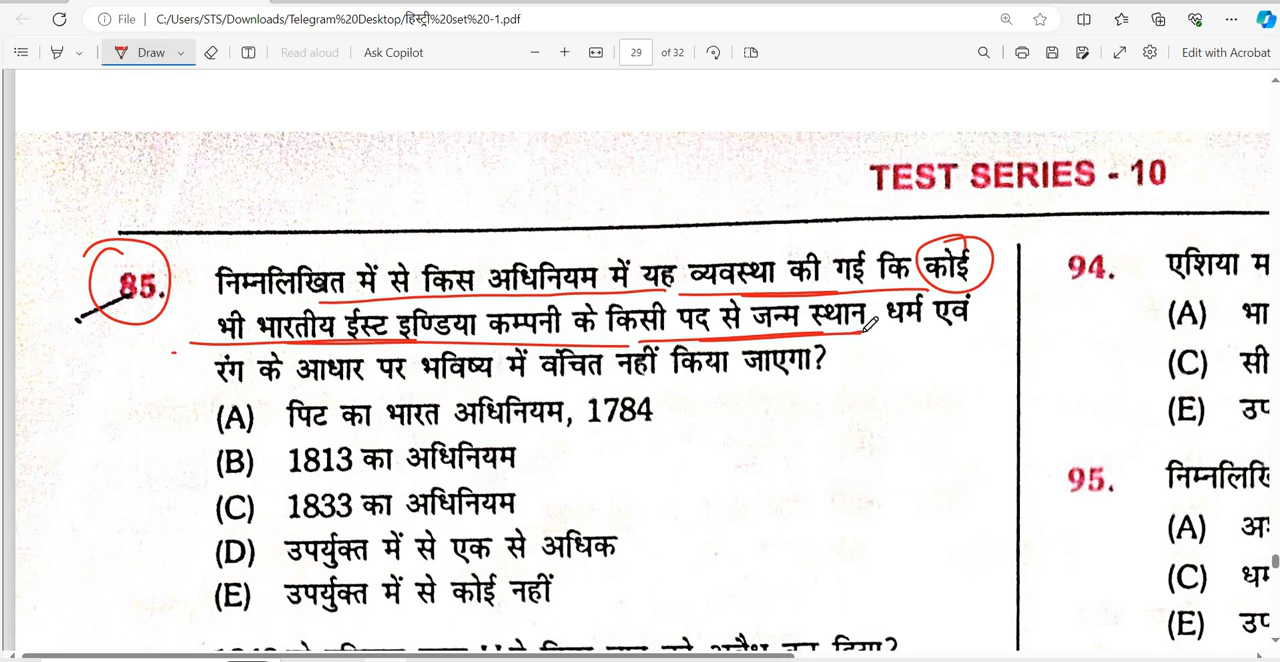 File
C:/Users/STS/Downloads/Telegram%20Desktop/हिस्ट्री%20set%20-1.pdf
Draw
Read aloud
Ask Copilot
29
of 32
Edit with Acrobat
TEST SERIES - 10
85. निम्नलिखित में से किस अधिनियम में यह व्यवस्था की गई कि कोई
भी भारतीय ईस्ट इण्डिया कम्पनी के किसी पद से जन्म स्थान, धर्म एवं
रंग के आधार पर भविष्य में वंचित नहीं किया जाएगा?
(A) पिट का भारत अधिनियम, 1784
(B) 1813 का अधिनियम
(C) 1833 का अधिनियम
(D) उपर्युक्त में से एक से अधिक
(E) उपर्युक्त में से कोई नहीं
94. एशिया म
(A) भा
(C) सी
(E) उप
95. निम्नलिखि
(A)
(C)
(E) उप